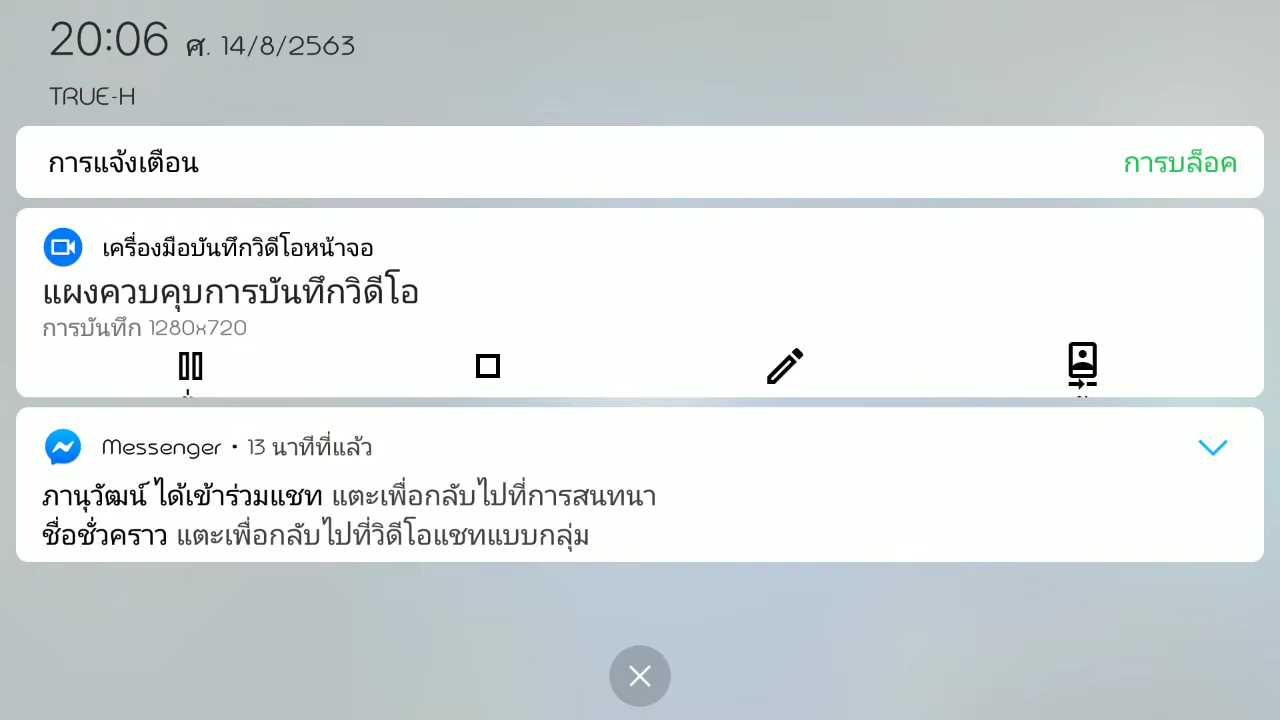 20:06 ศ. 14/8/2563
TRUE-H
การแจ้งเตือน การบล็อค
เครื่องมือบันทึกวิดีโอหน้าจอ
แผงควบคุมการบันทึกวิดีโอ
การบันทึก 1280x720
Messenger • 13 นาทีที่แล้ว
ภานุวัฒน์ ได้เข้าร่วมแชท แตะเพื่อกลับไปที่การสนทนา
ชื่อชั่วคราว แตะเพื่อกลับไปที่วิดีโอแชทแบบกลุ่ม